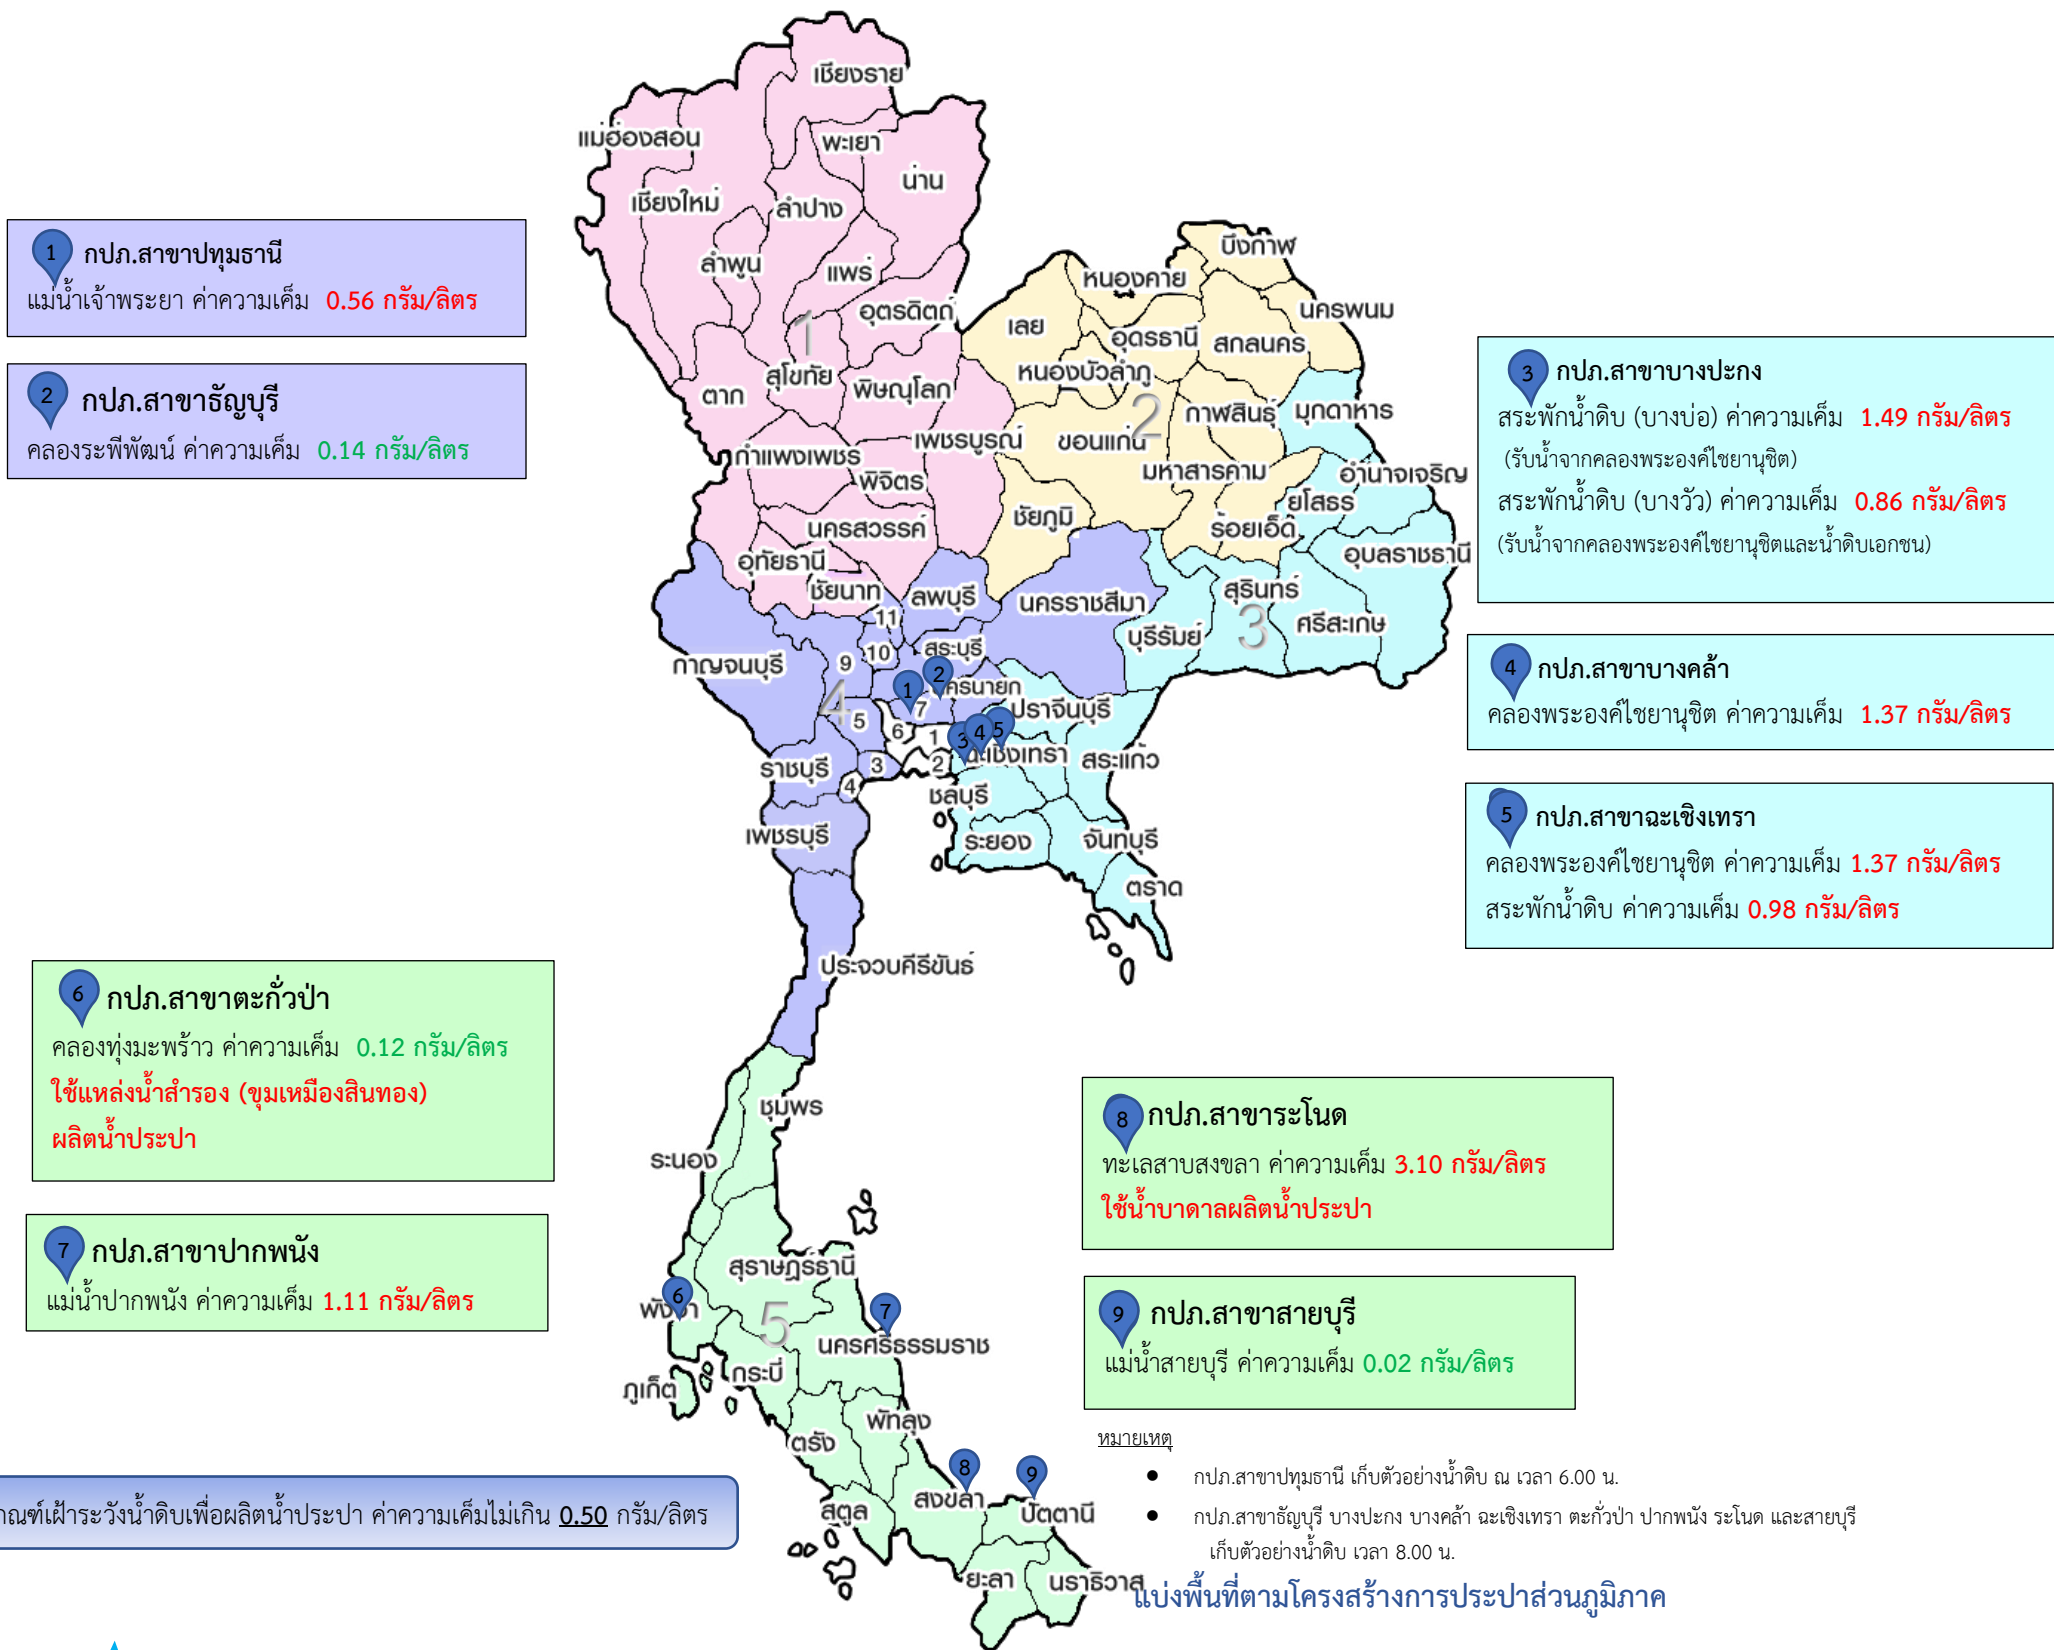 เชียงราย
แม่ฮ่องสอน
พะเยา
น่าน
เชียงใหม่
ลำปาง
ลำพูน
แพร่
อุตรดิตถ์
1
สุโขทัย
ตาก
พิษณุโลก
เพชรบูรณ์
กำแพงเพชร
พิจิตร
นครสวรรค์
อุทัยธานี
ชัยนาท
บึงกาฬ
หนองคาย
นครพนม
เลย
อุดรธานี
สกลนคร
หนองบัวลำภู
2
กาฬสินธุ์
มุกดาหาร
ขอนแก่น
มหาสารคาม
อำนาจเจริญ
ยโสธร
ชัยภูมิ
ร้อยเอ็ด
อุบลราชธานี
ลพบุรี
นครราชสีมา
สุรินทร์
3
บุรีรัมย์
ศรีสะเกษ
11
10
สระบุรี
กาญจนบุรี
9
4
1
2
ครนายก
7
5
6
1
ปราจีนบุรี
3
4
5
ะเชิงเทรา
สระแก้ว
2
ราชบุรี
3
4
ชลบุรี
เพชรบุรี
ระยอง
จันทบุรี
ตราด
ประจวบคีรีขันธ์
ชุมพร
ระนอง
สุราษฎร์ธานี
6
พังงา
5
7
นครศรีธรรมราช
กระบี่
ภูเก็ต
พัทลุง
ตรัง
8
9
สงขลา
สตูล
ปัตตานี
ยะลา
นราธิวาส
1 กปภ.สาขาปทุมธานี
แม่น้ำเจ้าพระยา ค่าความเค็ม 0.56 กรัม/ลิตร
2 กปภ.สาขาธัญบุรี
คลองระพีพัฒน์ ค่าความเค็ม 0.14 กรัม/ลิตร
3 กปภ.สาขาบางปะกง
สระพักน้ำดิบ (บางบ่อ) ค่าความเค็ม 1.49 กรัม/ลิตร
(รับน้ำจากคลองพระองค์ไชยานุชิต)
สระพักน้ำดิบ (บางวัว) ค่าความเค็ม 0.86 กรัม/ลิตร
(รับน้ำจากคลองพระองค์ไชยานุชิตและน้ำดิบเอกชน)
4 กปภ.สาขาบางคล้า
คลองพระองค์ไชยานุชิต ค่าความเค็ม 1.37 กรัม/ลิตร
5 กปภ.สาขาฉะเชิงเทรา
คลองพระองค์ไชยานุชิต ค่าความเค็ม 1.37 กรัม/ลิตร
สระพักน้ำดิบ ค่าความเค็ม 0.98 กรัม/ลิตร
6 กปภ.สาขาตะกั่วป่า
คลองทุ่งมะพร้าว ค่าความเค็ม 0.12 กรัม/ลิตร
ใช้แหล่งน้ำสำรอง (ขุมเหมืองสินทอง)
ผลิตน้ำประปา
7 กปภ.สาขาปากพนัง
แม่น้ำปากพนัง ค่าความเค็ม 1.11 กรัม/ลิตร
8 กปภ.สาขาระโนด
ทะเลสาบสงขลา ค่าความเค็ม 3.10 กรัม/ลิตร
ใช้น้ำบาดาลผลิตน้ำประปา
9 กปภ.สาขาสายบุรี
แม่น้ำสายบุรี ค่าความเค็ม 0.02 กรัม/ลิตร
หมายเหตุ
● กปภ.สาขาปทุมธานี เก็บตัวอย่างน้ำดิบ ณ เวลา 6.00 น.
● กปภ.สาขาธัญบุรี บางปะกง บางคล้า ฉะเชิงเทรา ตะกั่วป่า ปากพนัง ระโนด และสายบุรี
เก็บตัวอย่างน้ำดิบ เวลา 8.00 น.
แบ่งพื้นที่ตามโครงสร้างการประปาส่วนภูมิภาค
ณฑ์เฝ้าระวังน้ำดิบเพื่อผลิตน้ำประปา ค่าความเค็มไม่เกิน 0.50 กรัม/ลิตร